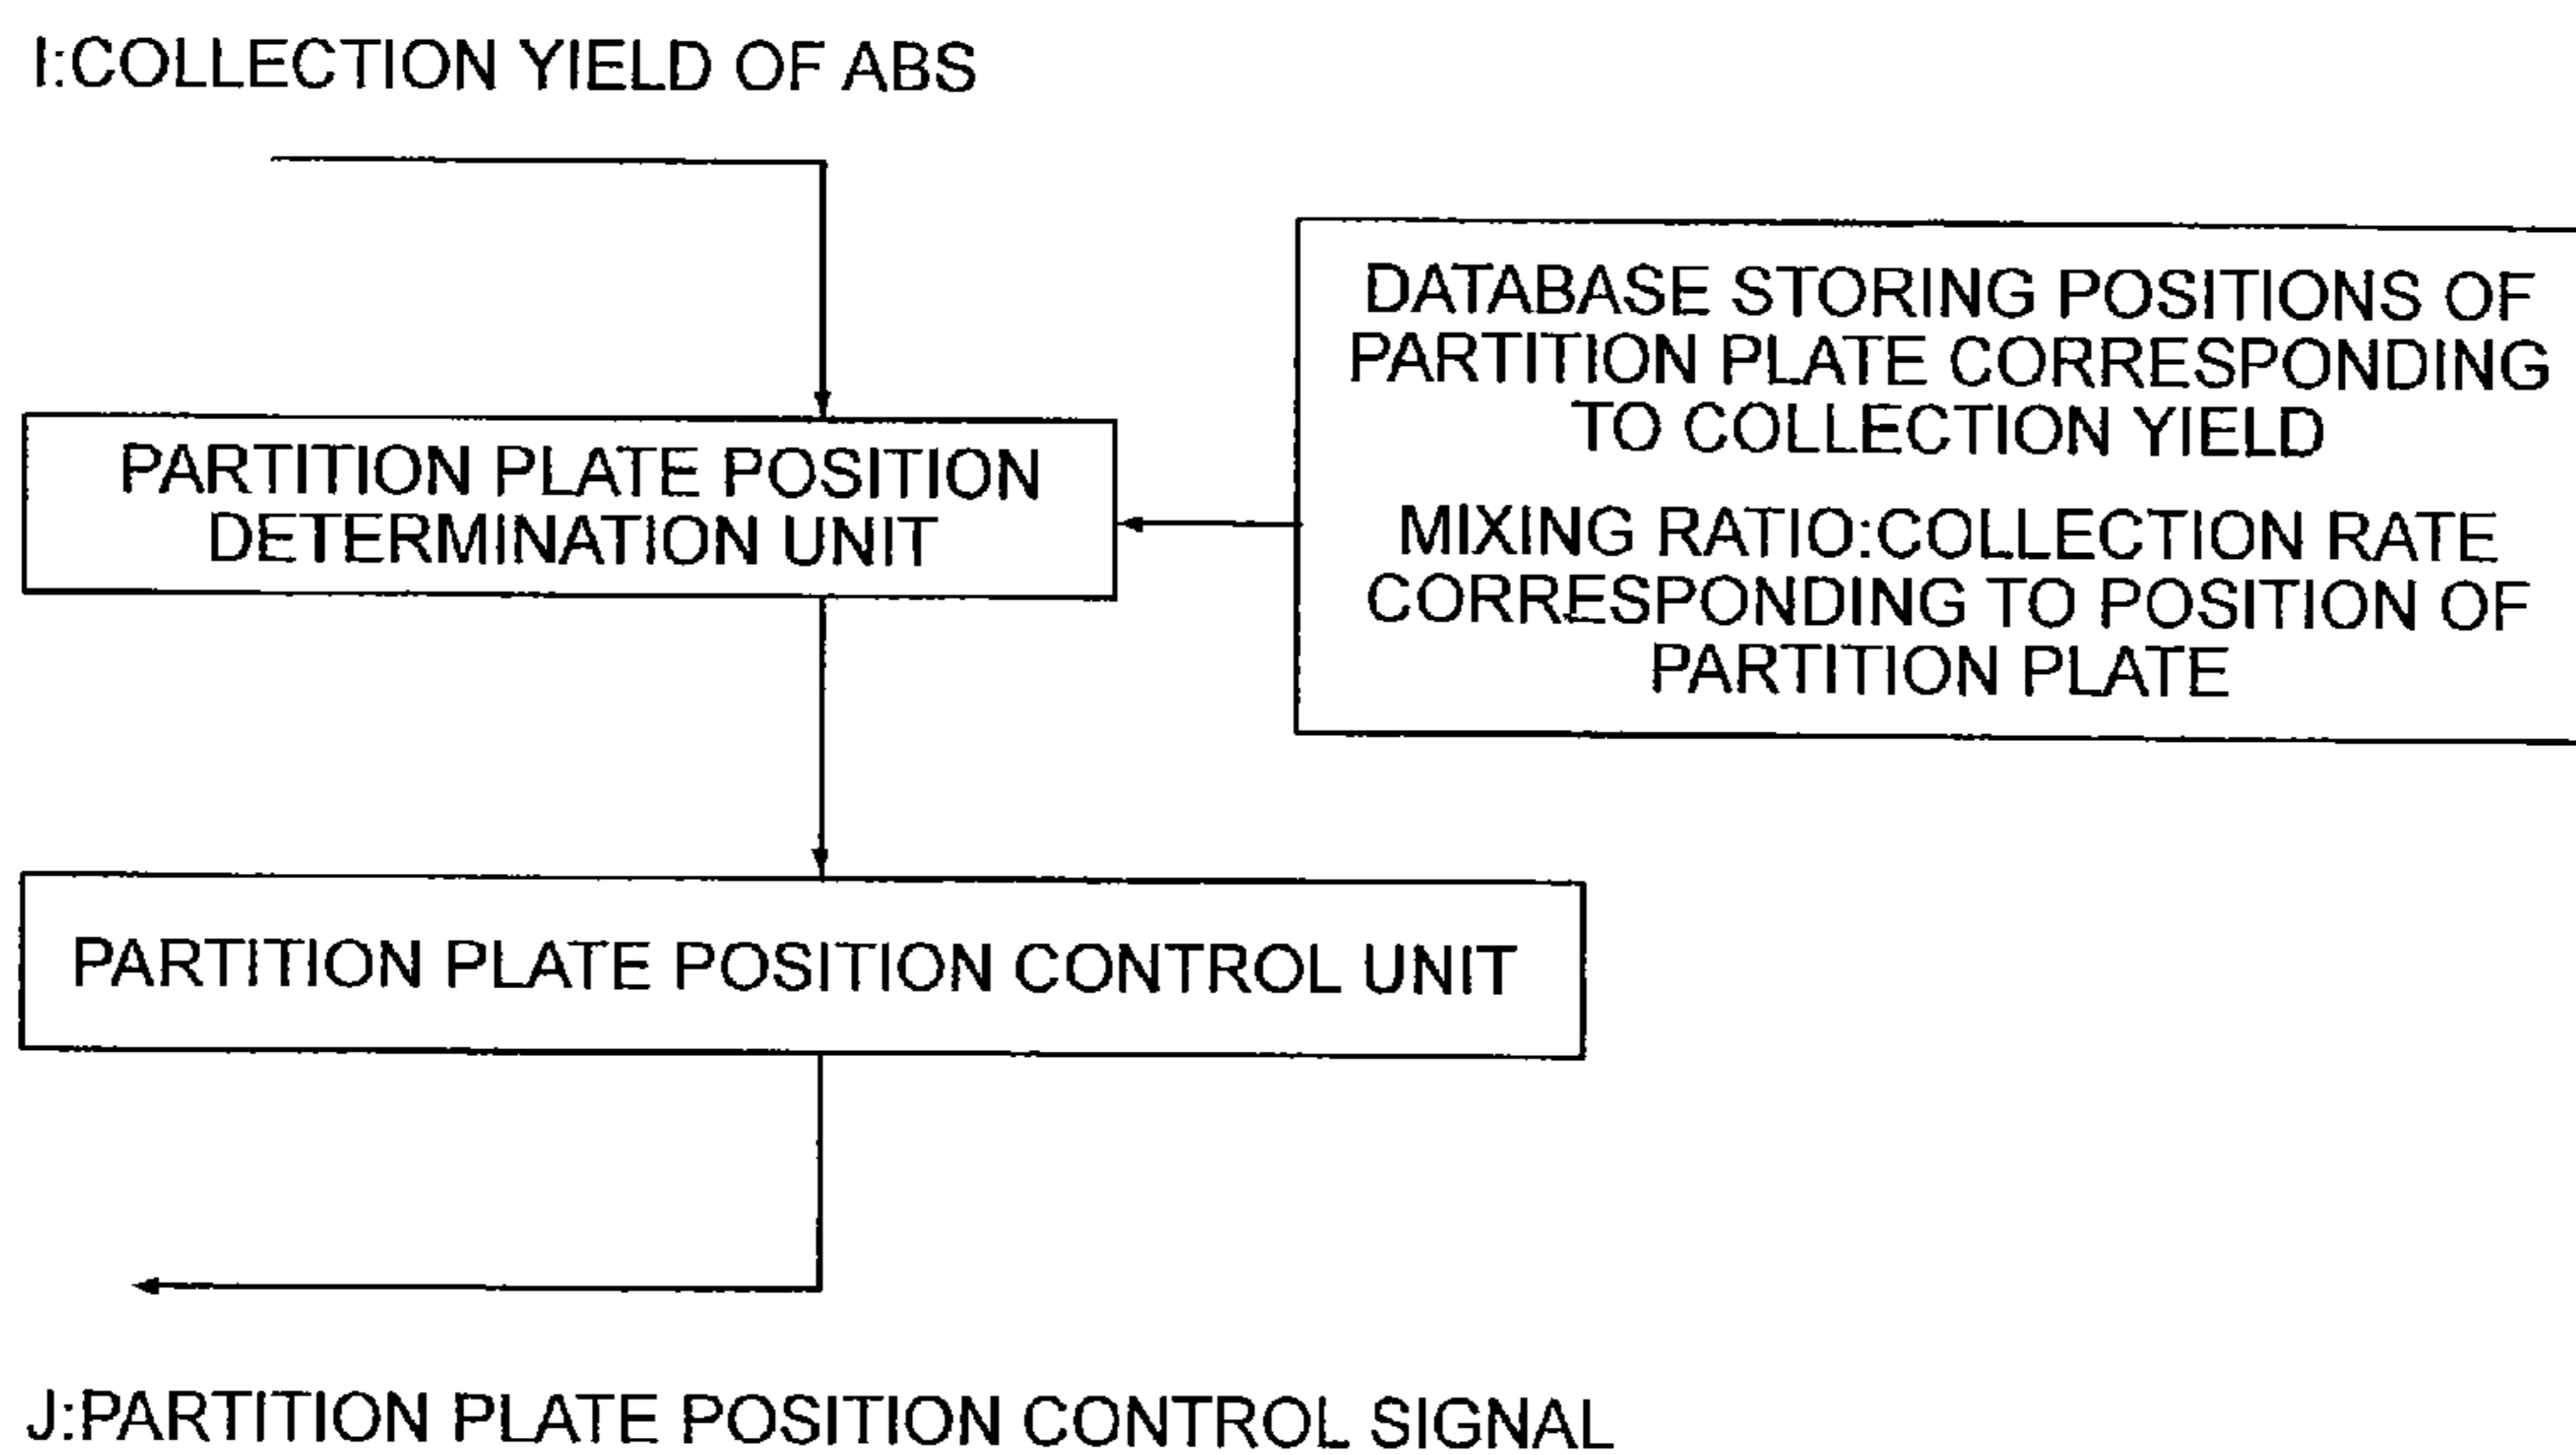 I:COLLECTION YIELD OF ABS
DATABASE STORING POSITIONS OF
PARTITION PLATE CORRESPONDING
TO COLLECTION YIELD
MIXING RATIO:COLLECTION RATE
CORRESPONDING TO POSITION OF
PARTITION PLATE
PARTITION PLATE POSITION
DETERMINATION UNIT
PARTITION PLATE POSITION CONTROL UNIT
J:PARTITION PLATE POSITION CONTROL SIGNAL